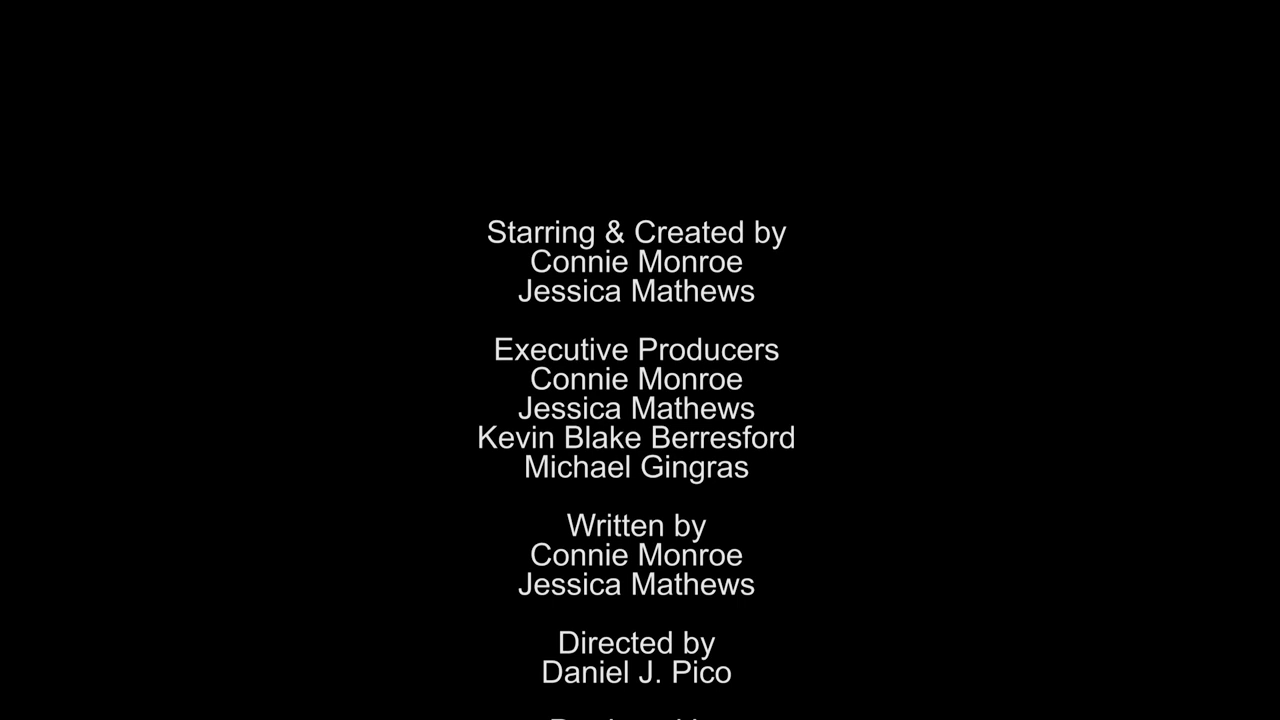 Starring & Created by
Connie Monroe
Jessica Mathews
Executive Producers
Connie Monroe
Jessica Mathews
Kevin Blake Berresford
Michael Gingras
Written by
Connie Monroe
Jessica Mathews
Directed by
Daniel J. Pico